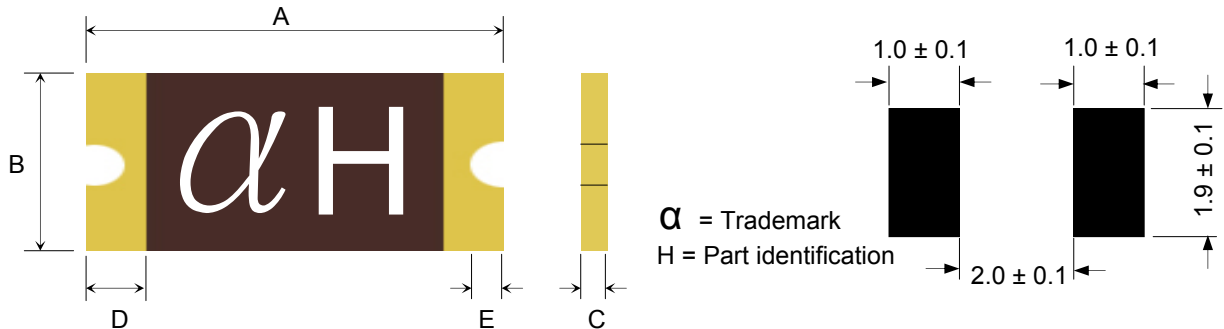 A
B
α H
D
E
C
α = Trademark
H = Part identification
1.0 ± 0.1
1.0 ± 0.1
1.9 ± 0.1
2.0 ± 0.1